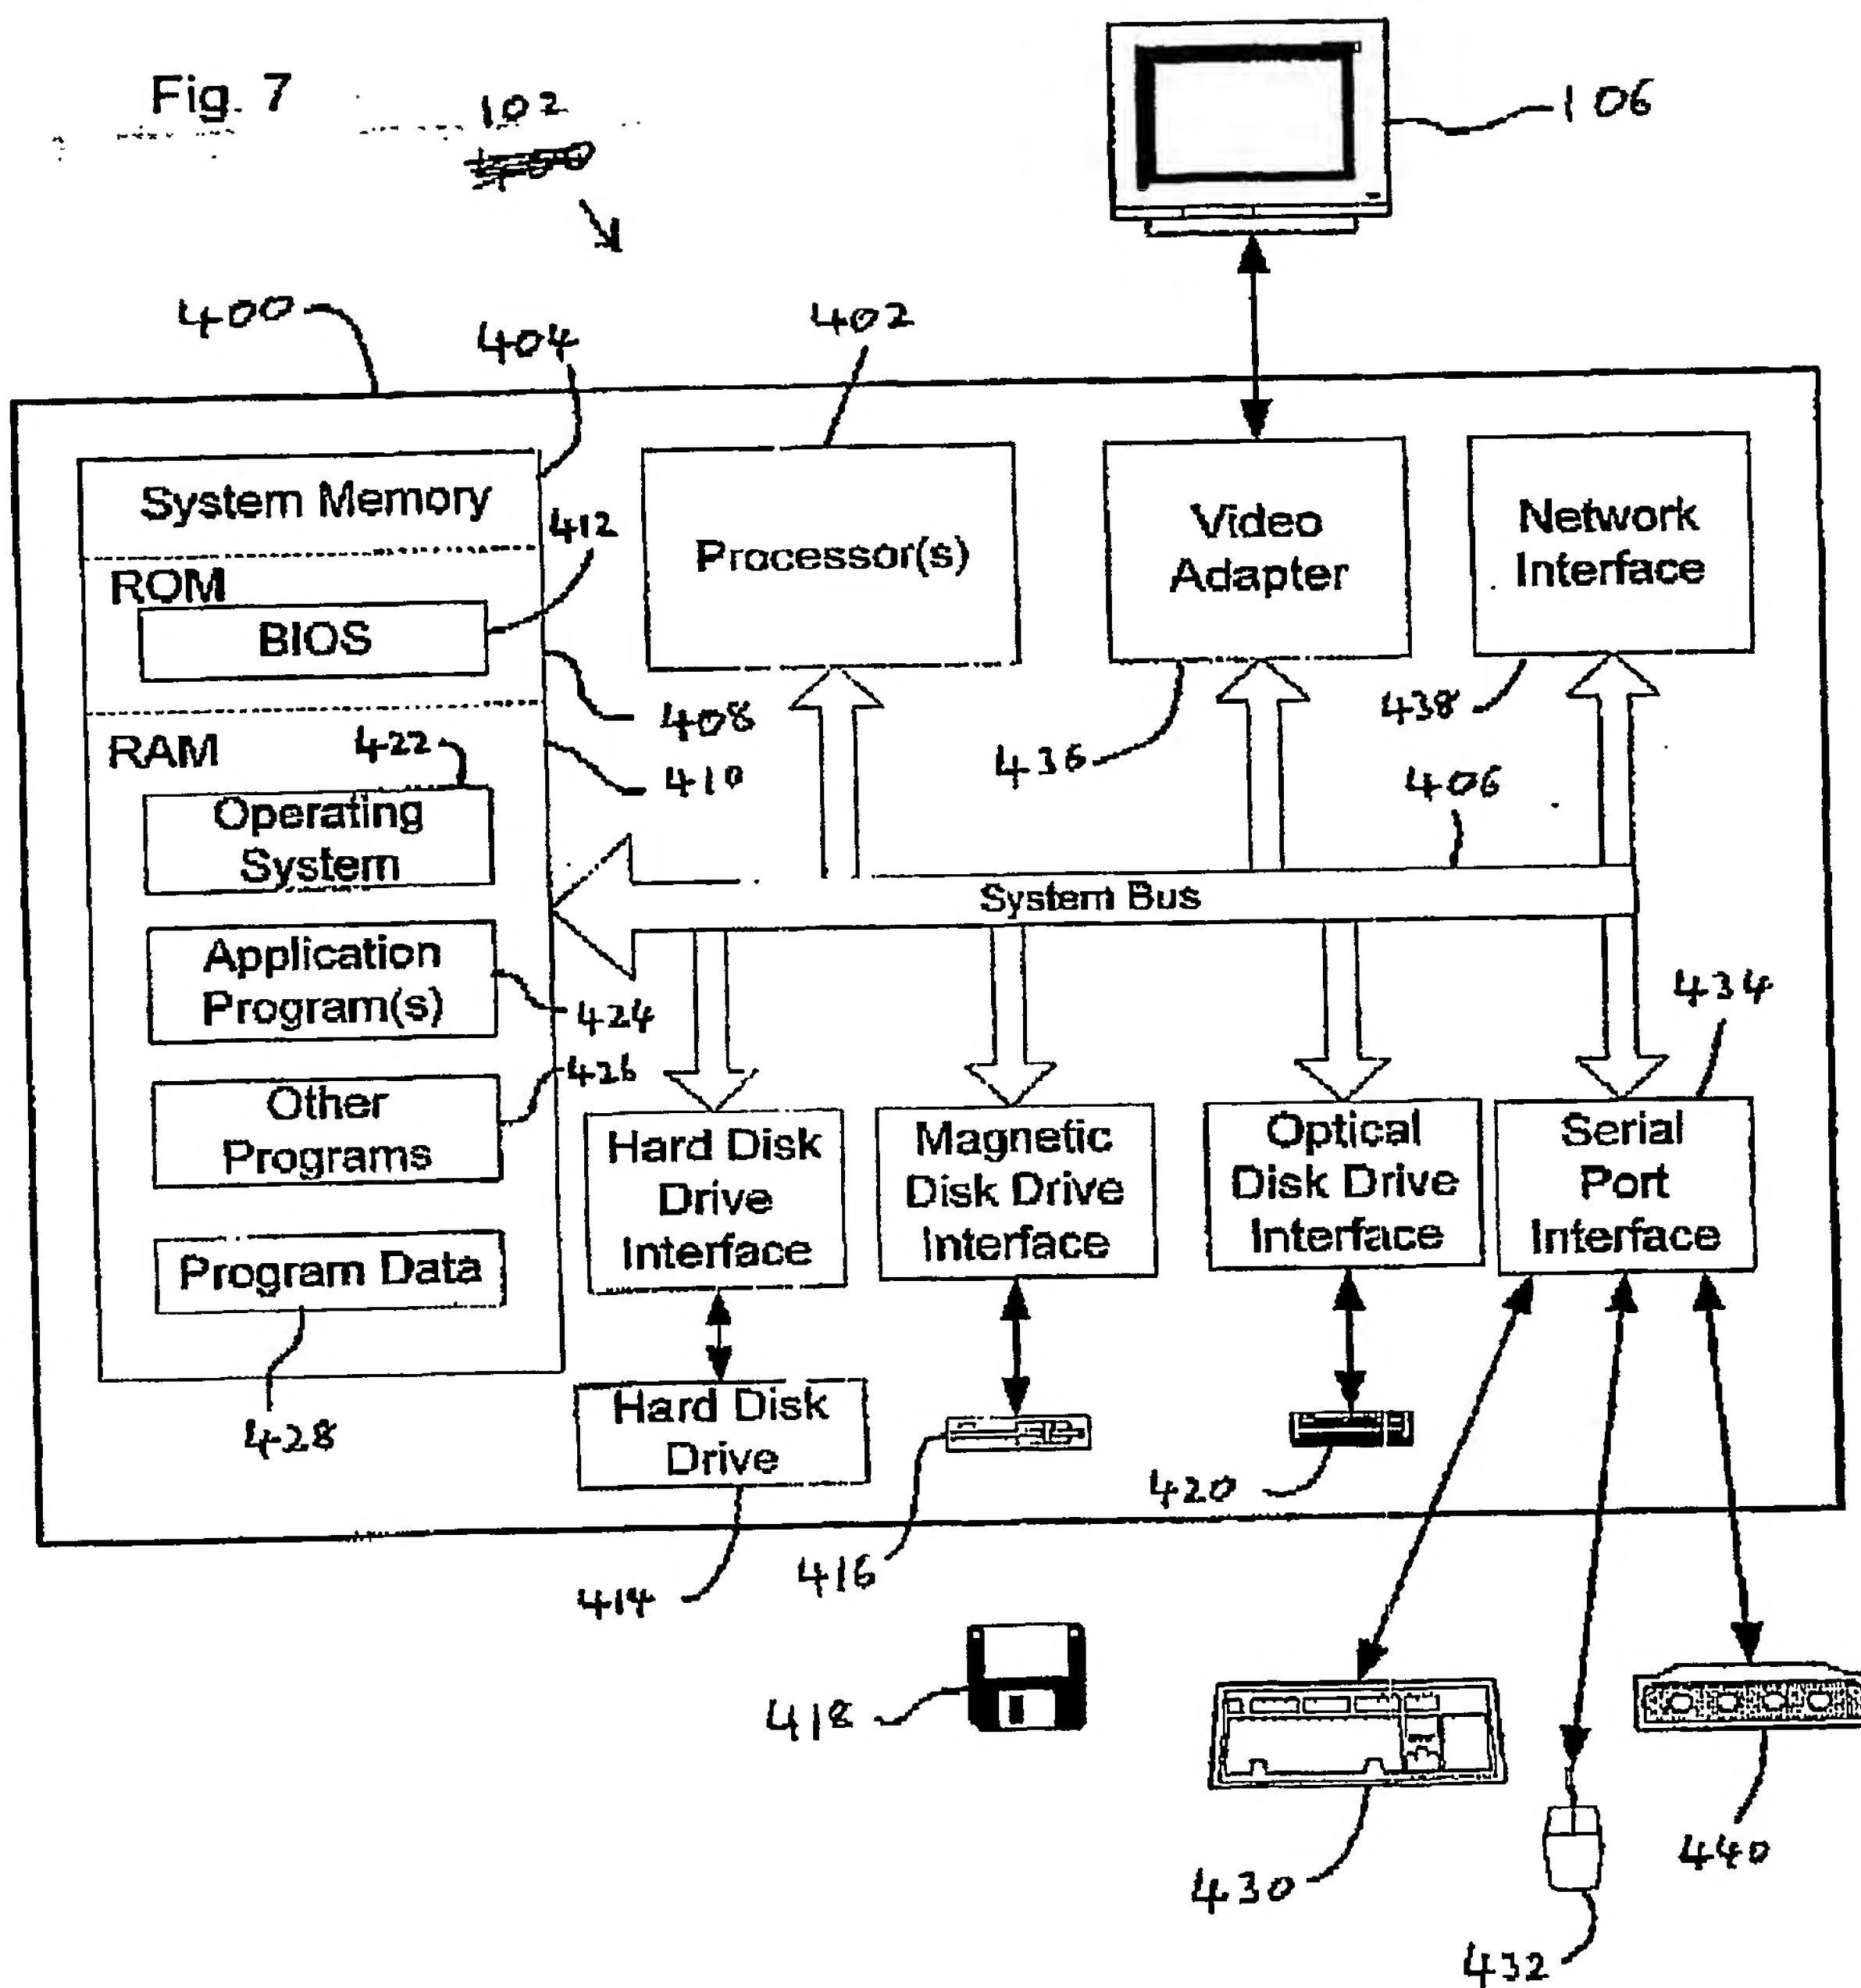 Fig. 7
102
106
400
404
402
System Memory
412
Processor(s)
Video
Adapter
Network
Interface
ROM
BIOS
408
438
RAM
422
410
436
406
Operating
System
System Bus
Application
Program(s)
424
434
426
Other
Programs
Hard Disk
Drive
Interface
Magnetic
Disk Drive
Interface
Optical
Disk Drive
Interface
Serial
Port
Interface
Program Data
428
Hard Disk
Drive
420
416
414
418
430
440
432